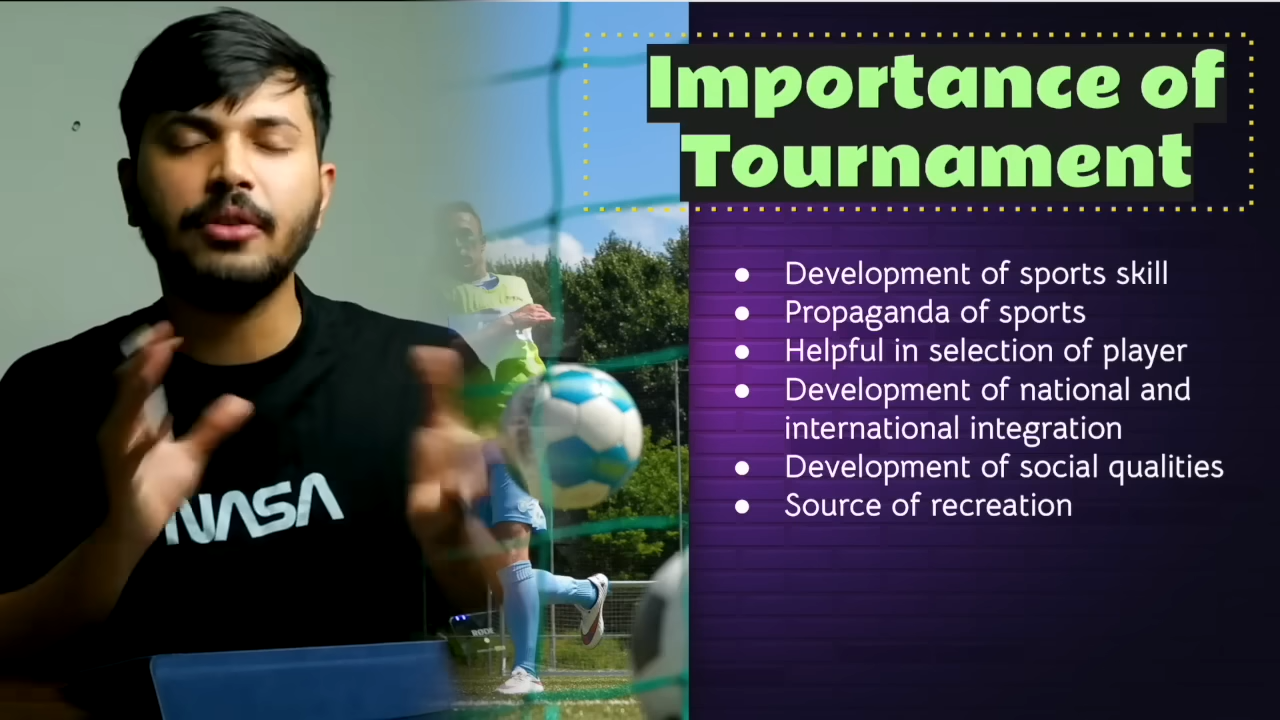 Importance of
Tournament
● Development of sports skill
● Propaganda of sports
● Helpful in selection of player
● Development of national and
international integration
● Development of social qualities
● Source of recreation
NASA
RODE